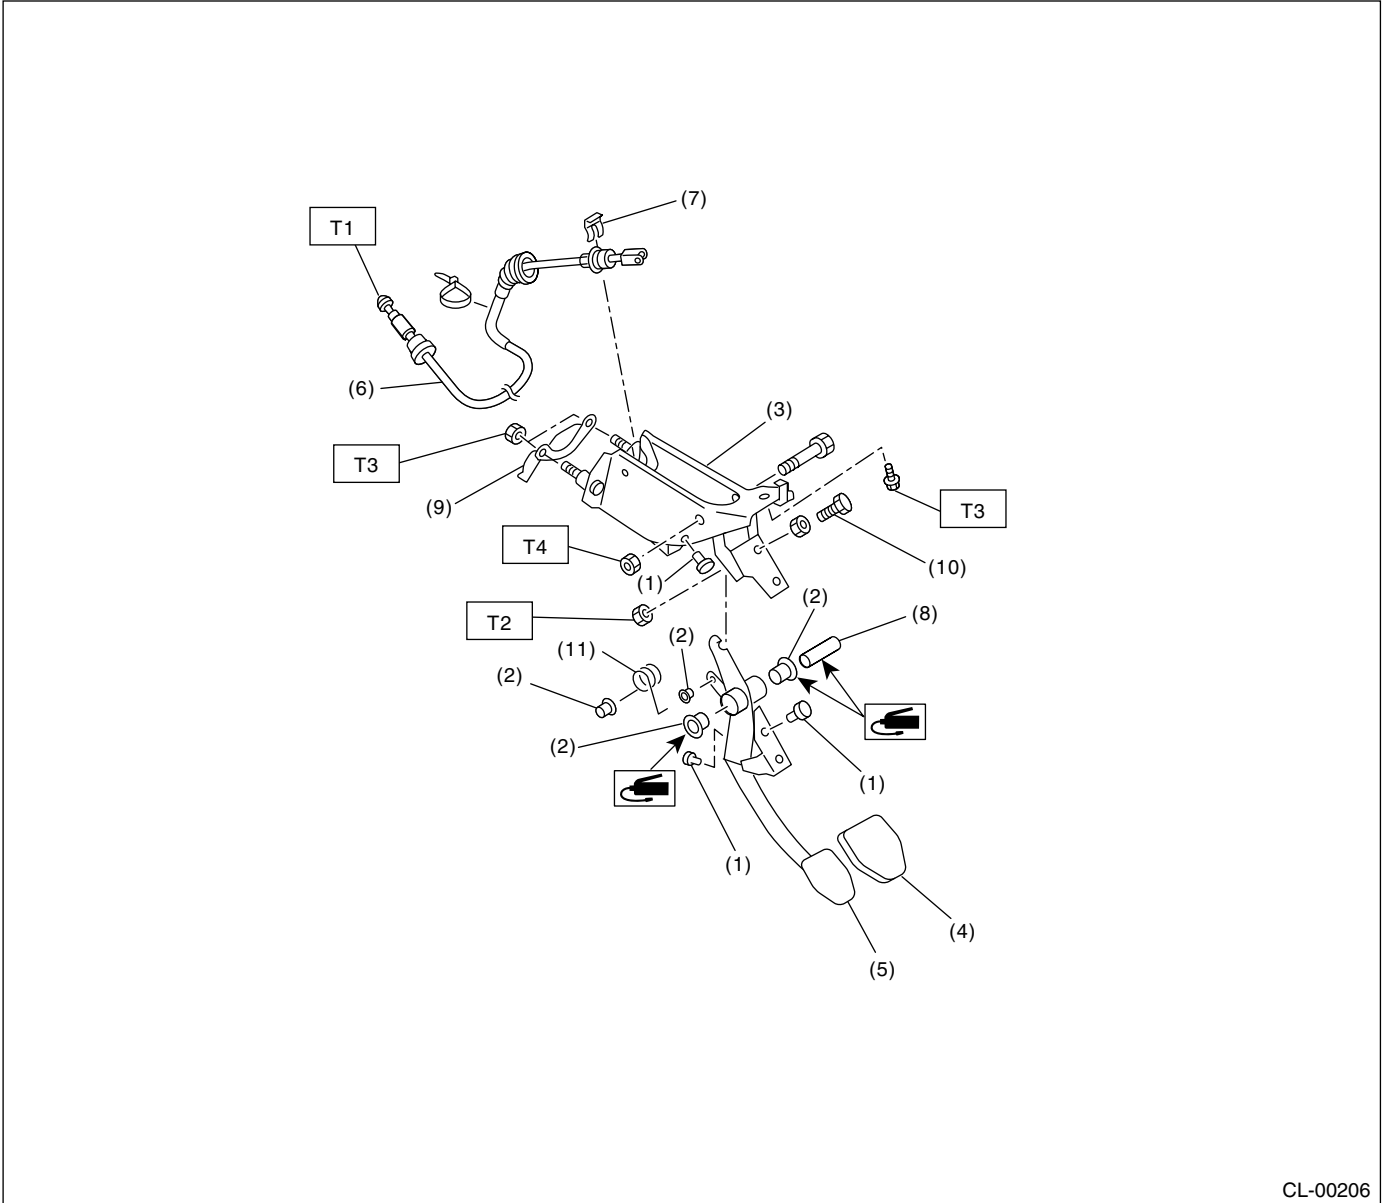 (7)
T1
(6)
(3)
T3
(9)
T3
T4
(10)
(1)
(2)
T2
(8)
(2)
(11)
(2)
(2)
(1)
(1)
(4)
(5)
CL-00206